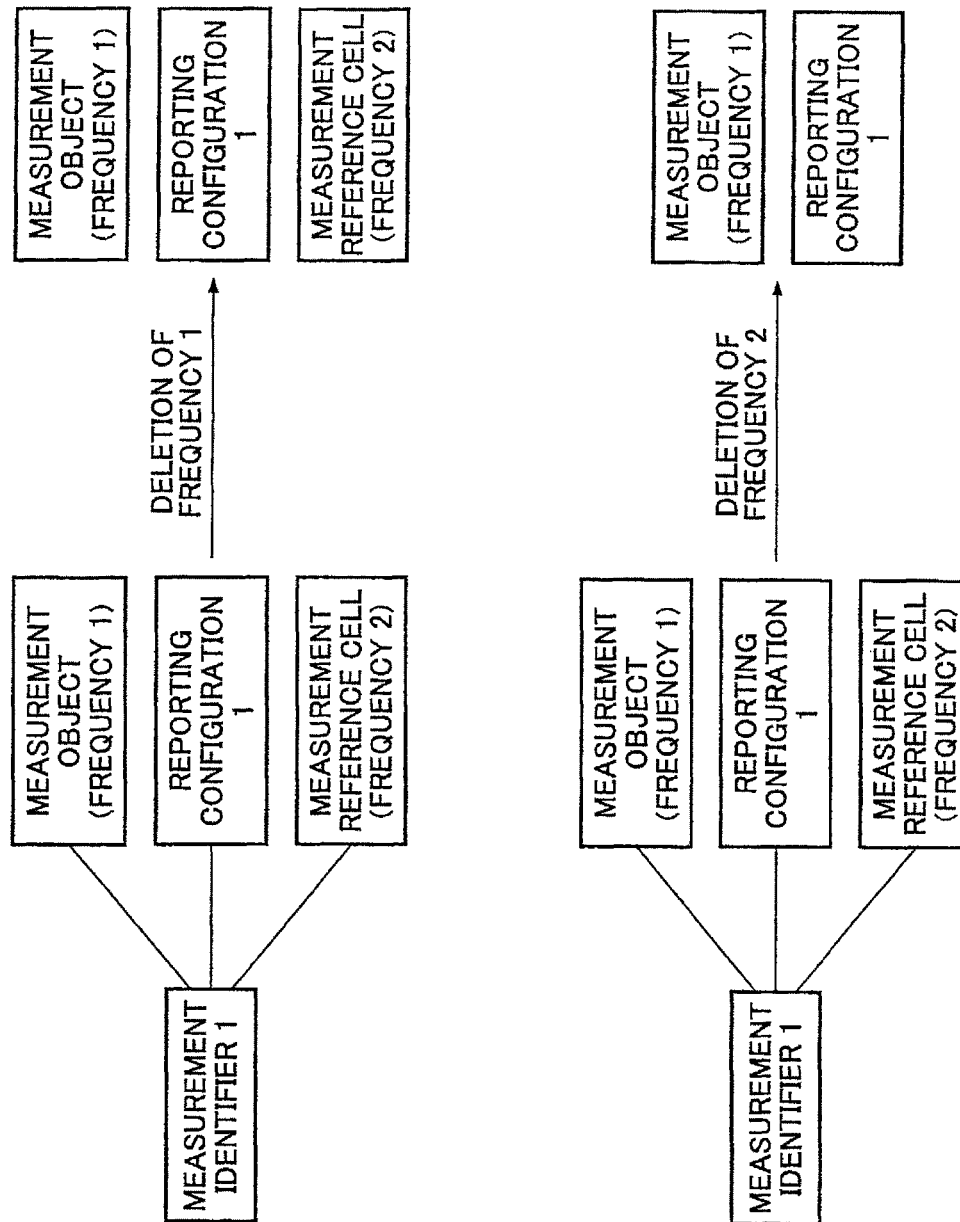 MEASUREMENT
IDENTIFIER 1
MEASUREMENT
OBJECT
(FREQUENCY 1)
REPORTING
CONFIGURATION
1
MEASUREMENT
REFERENCE CELL
(FREQUENCY 2)
DELETION OF
FREQUENCY 1
MEASUREMENT
OBJECT
(FREQUENCY 1)
REPORTING
CONFIGURATION
1
MEASUREMENT
REFERENCE CELL
(FREQUENCY 2)
MEASUREMENT
IDENTIFIER 1
MEASUREMENT
OBJECT
(FREQUENCY 1)
REPORTING
CONFIGURATION
1
MEASUREMENT
REFERENCE CELL
(FREQUENCY 2)
DELETION OF
FREQUENCY 2
MEASUREMENT
OBJECT
(FREQUENCY 1)
REPORTING
CONFIGURATION
1